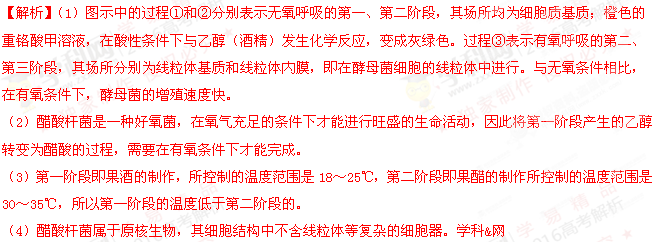 【解析】（1）图示中的过程①和②分别表示无氧呼吸的第一、第二阶段，其场所均为细胞质基质；橙色的
重铬酸甲溶液，在酸性条件下与乙醇（酒精）发生化学反应，变成灰绿色。过程③表示有氧呼吸的第二、
第三阶段，其场所分别为线粒体基质和线粒体内膜，即在酵母菌细胞的线粒体中进行。与无氧条件相比，
在有氧条件下，酵母菌的增殖速度快。
（2）醋酸杆菌是一种好氧菌，在氧气充足的条件下才能进行旺盛的生命活动，因此将第一阶段产生的乙醇
转变为醋酸的过程，需要在有氧条件下才能完成。
（3）第一阶段即果酒的制作，所控制的温度范围是 18～25℃，第二阶段即果醋的制作所控制的温度范围是
30～35℃，所以第一阶段的温度低于第二阶段的。
（4）醋酸杆菌属于原核生物，其细胞结构中不含线粒体等复杂的细胞器。学科&网